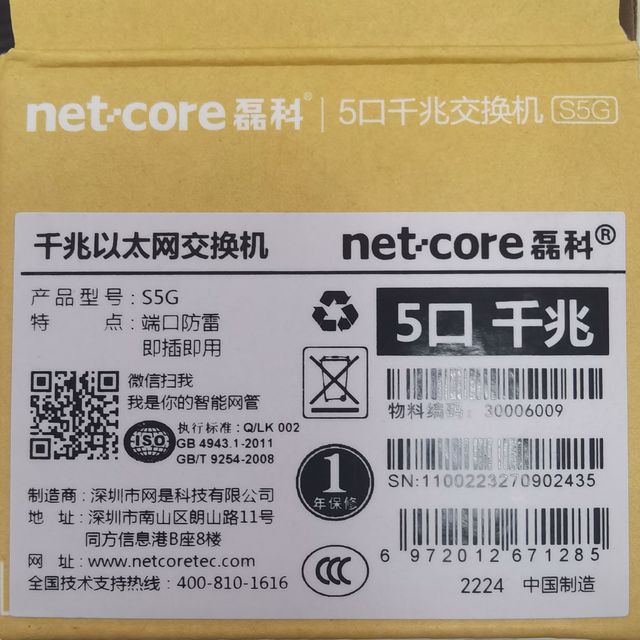 net-core 磊科® 5口千兆交换机 S5G
千兆以太网交换机 net-core 磊科®
产品型号：S5G
特 点：端口防雷
即插即用
5口 千兆
微信扫我
我是你的智能网管
物料编码：30006009
ISO
执行标准：Q/LK 002
GB 4943.1-2011
GB/T 9254-2008
1
年保修
SN:1100223270902435
制造商：深圳市网是科技有限公司
地 址：深圳市南山区朗山路11号
同方信息港B座8楼
网 址：www.netcoretec.com
全国技术支持热线：400-810-1616
CCC
6 972012 671285
2224 中国制造